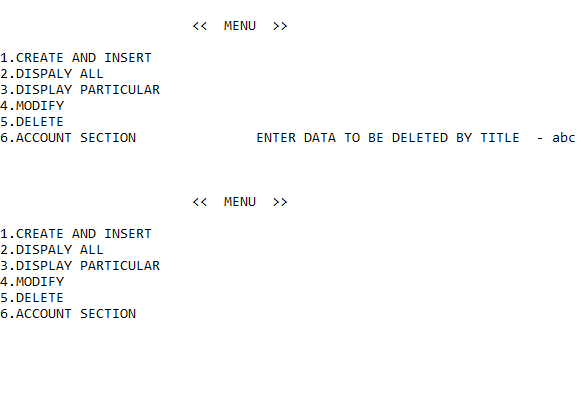 << MENU >>
1.CREATE AND INSERT
2.DISPALY ALL
3.DISPLAY PARTICULAR
4.MODIFY
5.DELETE
6.ACCOUNT SECTION ENTER DATA TO BE DELETED BY TITLE - abc
<< MENU >>
1.CREATE AND INSERT
2.DISPALY ALL
3.DISPLAY PARTICULAR
4.MODIFY
5.DELETE
6.ACCOUNT SECTION